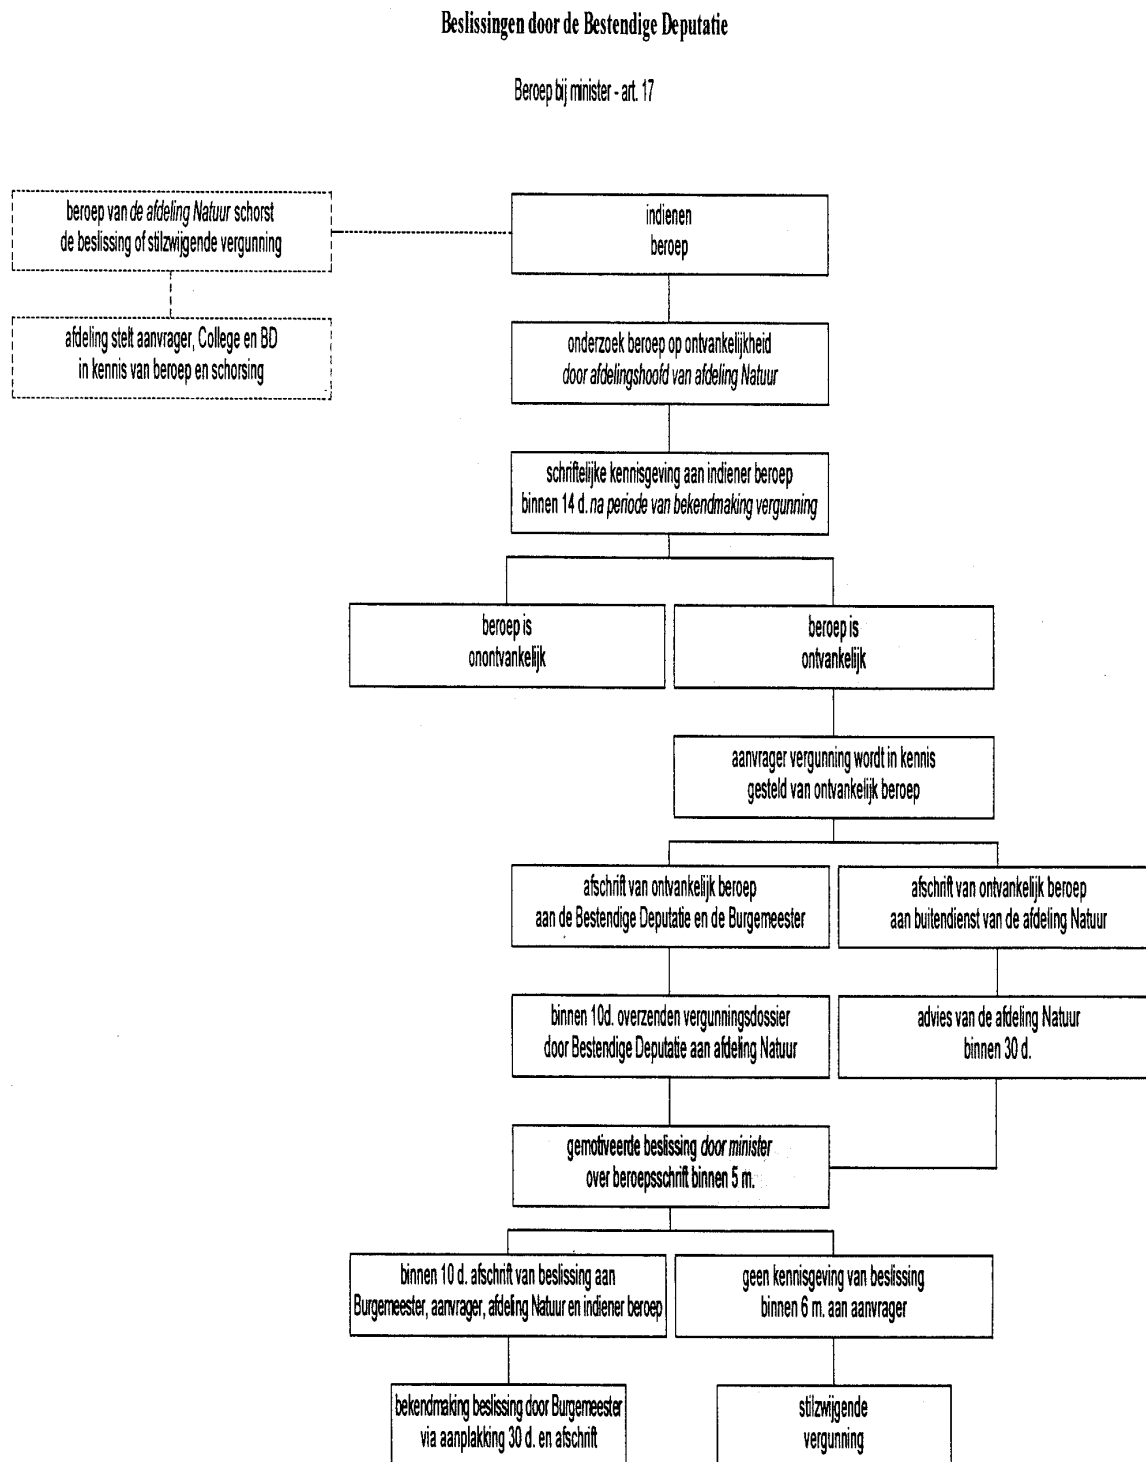 Beslissingen door de Bestendige Deputatie
Beroep bij minister - art. 17
beroep van de afdeling Natuur schorst
de beslissing of stilzwijgende vergunning
indienen
beroep
afdeling stelt aanvrager, College en BD
in kennis van beroep en schorsing
onderzoek beroep op ontvankelijkheid
door afdelingshoofd van afdeling Natuur
schriftelijke kennisgeving aan indiener beroep
binnen 14 d. na periode van bekendmaking vergunning
beroep is
onontvankelijk
beroep is
ontvankelijk
aanvrager vergunning wordt in kennis
gesteld van ontvankelijk beroep
afschrift van ontvankelijk beroep
aan de Bestendige Deputatie en de Burgemeester
afschrift van ontvankelijk beroep
aan buitendienst van de afdeling Natuur
binnen 10d. overzenden vergunningsdossier
door Bestendige Deputatie aan afdeling Natuur
advies van de afdeling Natuur
binnen 30 d.
gemotiveerde beslissing door minister
over beroepsschrift binnen 5 m.
binnen 10 d. afschrift van beslissing aan
Burgemeester, aanvrager, afdeling Natuur en indiener beroep
geen kennisgeving van beslissing
binnen 6 m. aan aanvrager
bekendmaking beslissing door Burgemeester
via aanplakking 30 d. en afschrift
stilzwijgende
vergunning